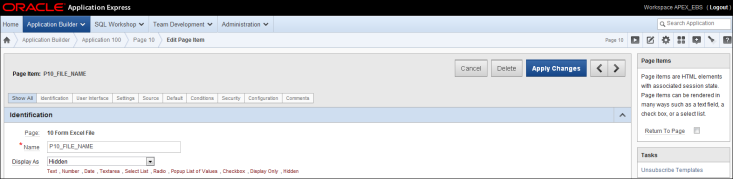 ORACLE Application Express
Workspace APEX_EBS ( Logout )
Home Application Builder SQL Workshop Team Development Administration
Search Application
Application Builder Application 100 Page 10 Edit Page Item
Page 10
Page Item: P10_FILE_NAME
Cancel Delete Apply Changes
Show All Identification User Interface Settings Source Default Conditions Security Configuration Comments
Identification
Page: 10 Form Excel File
* Name P10_FILE_NAME
Display As Hidden
Text , Number , Date , Textarea , Select List , Radio , Popup List of Values , Checkbox , Display Only , Hidden
Page Items
Page items are HTML elements
with associated session state.
Page items can be rendered in
many ways such as a text field, a
check box, or a select list.
Return To Page
Tasks
Unsubscribe Templates